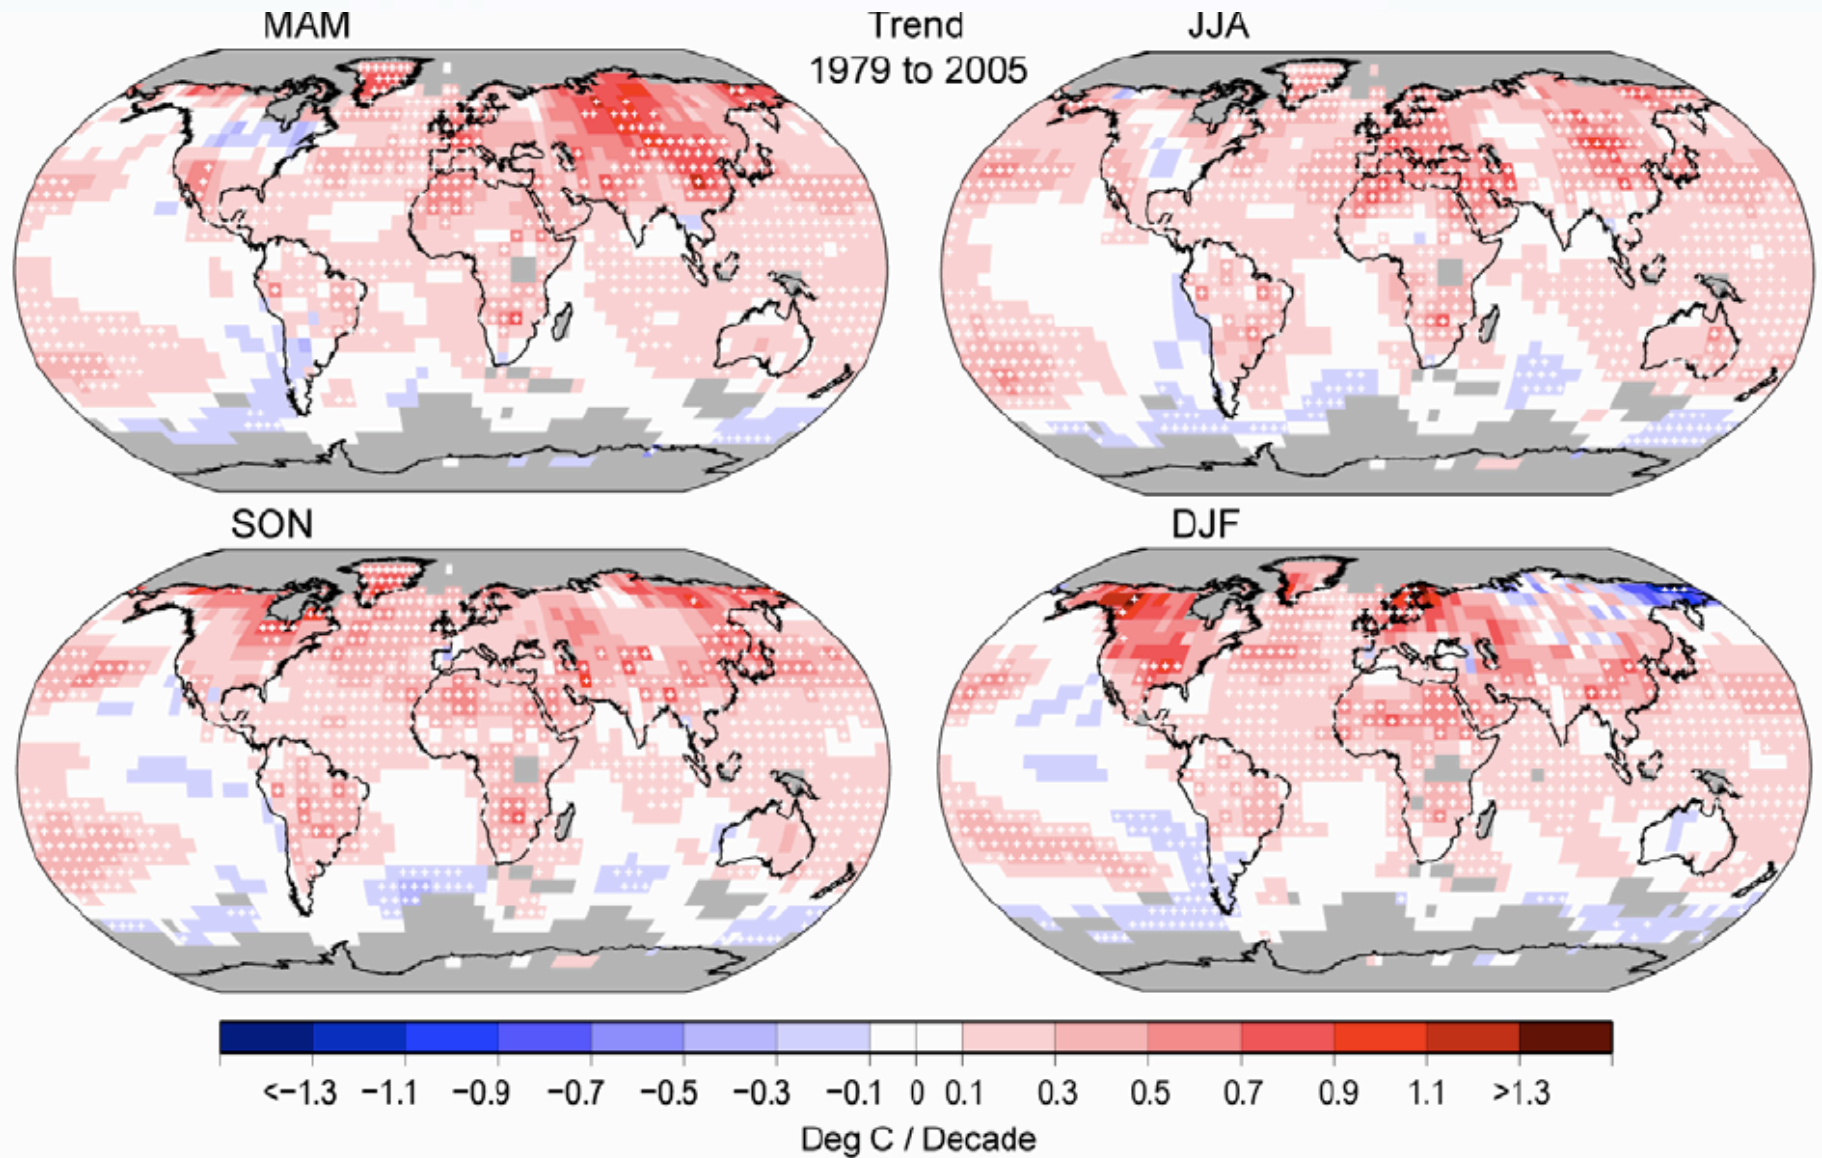 MAM
Trend
1979 to 2005
JJA
SON
DJF
<−1.3 −1.1 −0.9 −0.7 −0.5 −0.3 −0.1 0 0.1 0.3 0.5 0.7 0.9 1.1 >1.3
Deg C / Decade